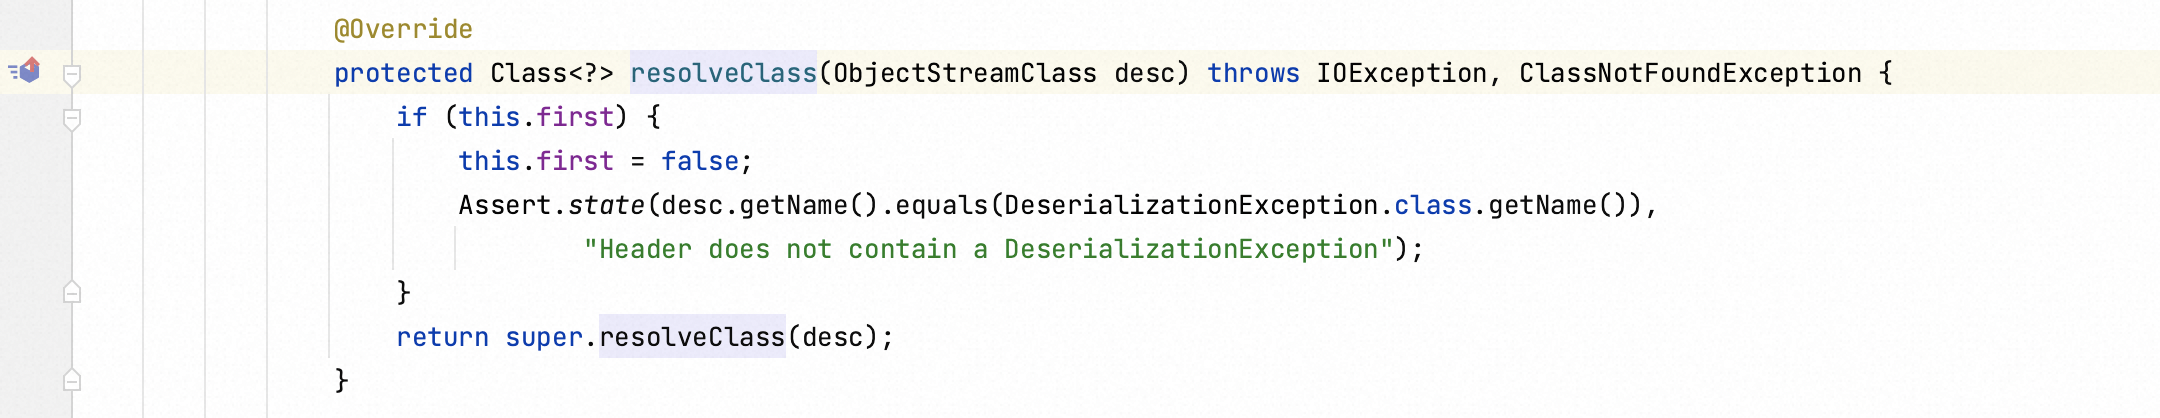 @Override
protected Class<?> resolveClass(ObjectStreamClass desc) throws IOException, ClassNotFoundException {
if (this.first) {
this.first = false;
Assert.state(desc.getName().equals(DeserializationException.class.getName()),
"Header does not contain a DeserializationException");
}
return super.resolveClass(desc);
}